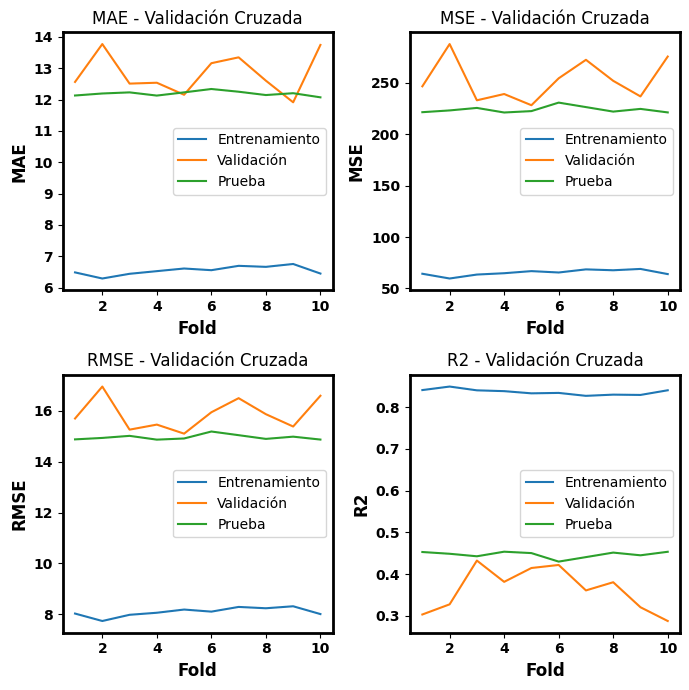 MAE - Validación Cruzada
14
13
12
11
10
9
8
7
6
MAE
Entrenamiento
Validación
Prueba
2 4 6 8 10
Fold
MSE - Validación Cruzada
250
200
150
100
50
MSE
Entrenamiento
Validación
Prueba
2 4 6 8 10
Fold
RMSE - Validación Cruzada
16
14
12
10
8
RMSE
Entrenamiento
Validación
Prueba
2 4 6 8 10
Fold
R2 - Validación Cruzada
0.8
0.7
0.6
0.5
0.4
0.3
R2
Entrenamiento
Validación
Prueba
2 4 6 8 10
Fold